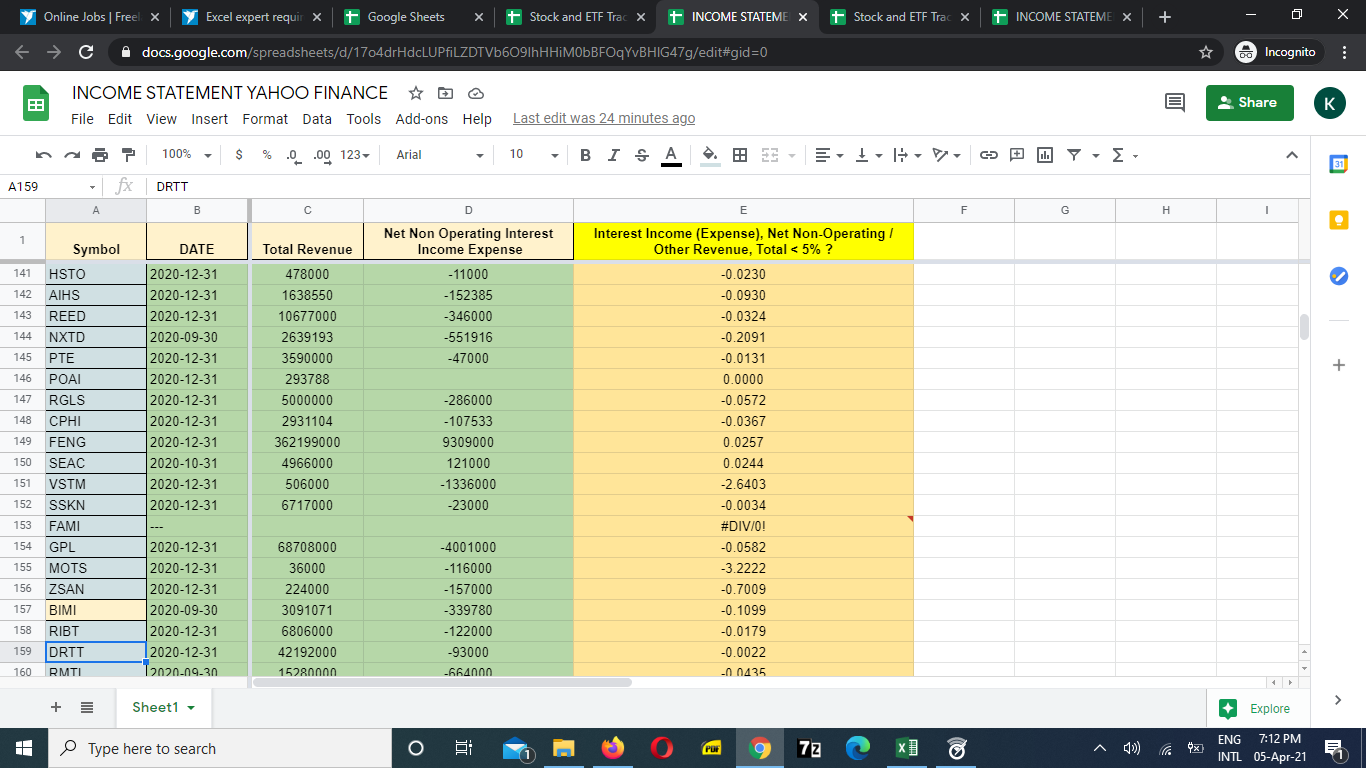 Online Jobs | Freel
Excel expert requir
Google Sheets
Stock and ETF Trac
INCOME STATEME
Stock and ETF Trac
INCOME STATEME
docs.google.com/spreadsheets/d/17o4drHdcLUPfiLZDTVb6O9IhHHiM0bBFOqYvBHIG47g/edit#gid=0
Incognito
INCOME STATEMENT YAHOO FINANCE
File Edit View Insert Format Data Tools Add-ons Help Last edit was 24 minutes ago
Share
K
100% $ % .0 .00 123 Arial 10 B I S A Σ
31
A159 fx DRTT
A B C D E F G H I
1 Symbol DATE Total Revenue Net Non Operating Interest Income Expense Interest Income (Expense), Net Non-Operating / Other Revenue, Total < 5% ?
141 HSTO 2020-12-31 478000 -11000 -0.0230
142 AIHS 2020-12-31 1638550 -152385 -0.0930
143 REED 2020-12-31 10677000 -346000 -0.0324
144 NXTD 2020-09-30 2639193 -551916 -0.2091
145 PTE 2020-12-31 3590000 -47000 -0.0131
146 POAI 2020-12-31 293788 0.0000
147 RGLS 2020-12-31 5000000 -286000 -0.0572
148 CPHI 2020-12-31 2931104 -107533 -0.0367
149 FENG 2020-12-31 362199000 9309000 0.0257
150 SEAC 2020-10-31 4966000 121000 0.0244
151 VSTM 2020-12-31 506000 -1336000 -2.6403
152 SSKN 2020-12-31 6717000 -23000 -0.0034
153 FAMI --- #DIV/0!
154 GPL 2020-12-31 68708000 -4001000 -0.0582
155 MOTS 2020-12-31 36000 -116000 -3.2222
156 ZSAN 2020-12-31 224000 -157000 -0.7009
157 BIMI 2020-09-30 3091071 -339780 -0.1099
158 RIBT 2020-12-31 6806000 -122000 -0.0179
159 DRTT 2020-12-31 42192000 -93000 -0.0022
160 RMTI 2020-09-30 15280000 -664000 -0.0435
Sheet1
Explore
Type here to search
1
PDF
7z
ENG 7:12 PM
INTL 05-Apr-21
1